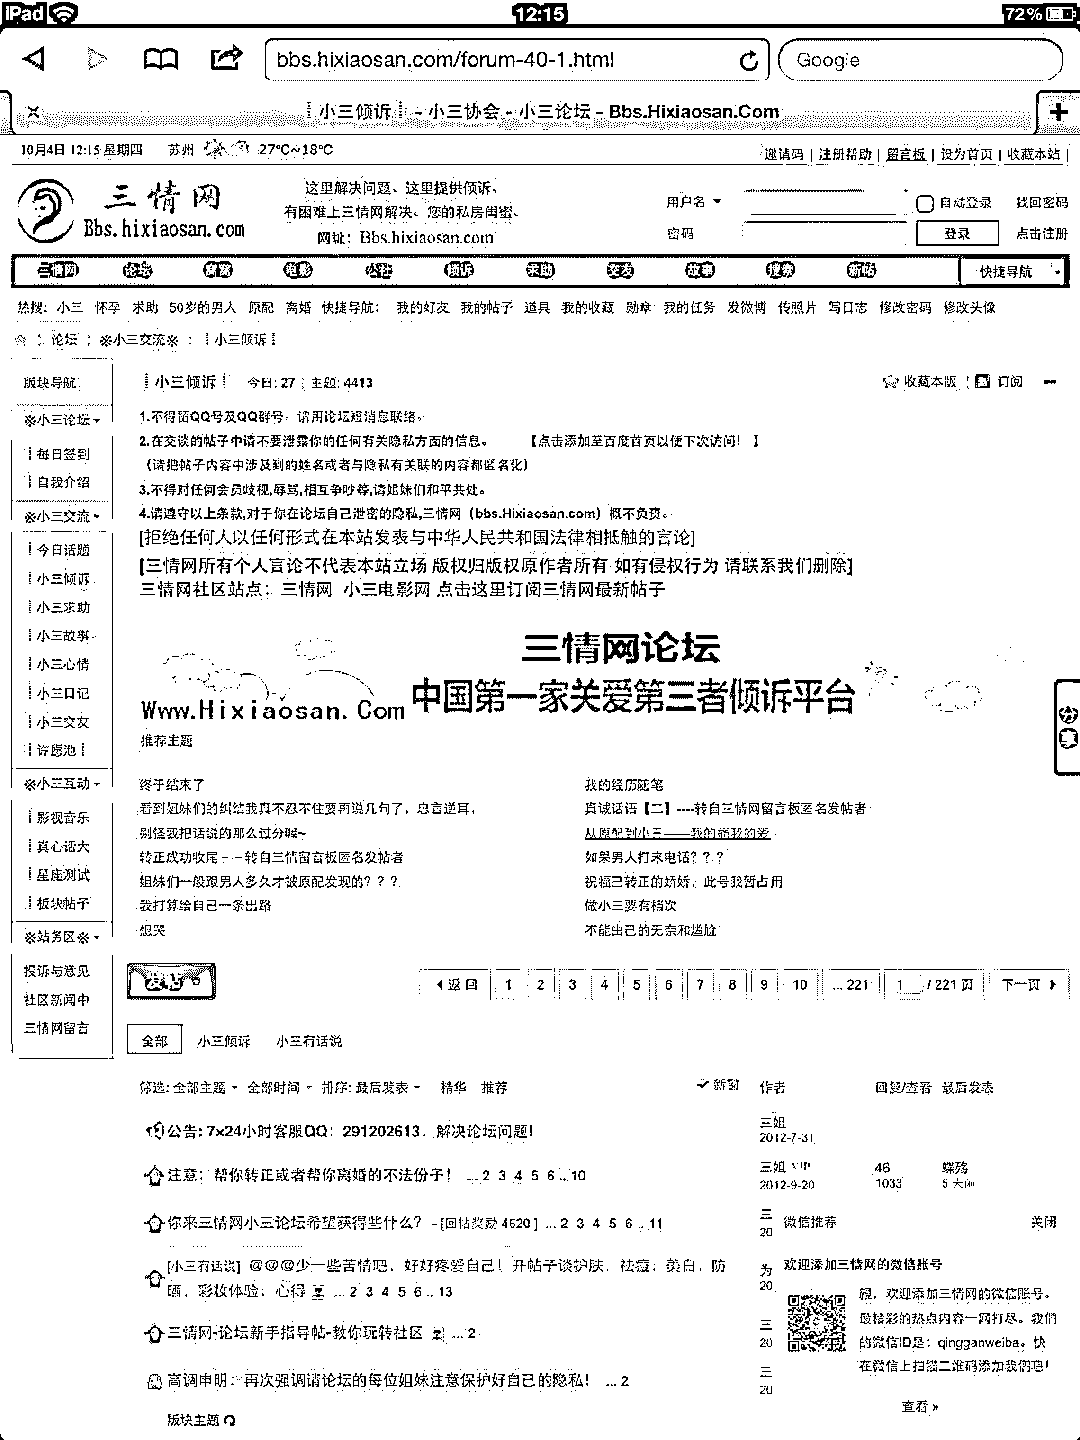 iPad 12:15 72%
bbs.hixiaosan.com/forum-40-1.html Google
┊小三倾诉┊ - 小三协会 - 小三论坛 - Bbs.Hixiaosan.Com
10月4日 12:15 星期四 苏州 27℃~18℃ 邀请码 | 注册帮助 | 留言板 | 设为首页 | 收藏本站 |
三情网 这里解决问题、这里提供倾诉、 用户名 自动登录 找回密码
Bbs.hixiaosan.com 有困难上三情网解决、您的私房闺蜜、
网址: Bbs.hixiaosan.com 密码 登录 点击注册
三情网 论坛 电影 公社 倾诉 求助 交友 故事 搜索 新帖 快捷导航
热搜: 小三 怀孕 求助 50岁的男人 原配 离婚 快捷导航: 我的好友 我的帖子 道具 我的收藏 勋章 我的任务 发微博 传照片 写日志 修改密码 修改头像
论坛 ※小三交流※ ┊小三倾诉┊
版块导航
※小三论坛
┊每日签到
┊自我介绍
※小三交流
┊今日话题
┊小三倾诉
┊小三求助
┊小三故事
┊小三心情
┊小三日记
┊小三交友
┊许愿池┊
※小三互动
┊影视音乐
┊真心话大
┊星座测试
┊板块帖子
※站务区※
投诉与意见
社区新闻中
三情网留言
┊小三倾诉┊ 今日: 27 | 主题: 4413 收藏本版 | 订阅
1.不得留QQ号及QQ群号，请用论坛短消息联络。
2.在交谈的帖子中请不要泄露你的任何有关隐私方面的信息。 【点击添加至百度首页以便下次访问！】
（请把帖子内容中涉及到的姓名或者与隐私有关联的内容都匿名化）
3.不得对任何会员歧视,辱骂,相互争吵等,请姐妹们和平共处。
4.请遵守以上条款,对于你在论坛自己泄密的隐私,三情网（bbs.Hixiaosan.com）概不负责。
[拒绝任何人以任何形式在本站发表与中华人民共和国法律相抵触的言论]
[三情网所有个人言论不代表本站立场 版权归版权原作者所有 如有侵权行为 请联系我们删除]
三情网社区站点：三情网 小三电影网 点击这里订阅三情网最新帖子
三情网论坛
Www.Hixiaosan.Com 中国第一家关爱第三者倾诉平台
分享
推荐主题
终于结束了 我的经历随笔
看到姐妹们的纠结我真不忍不住要再说几句了，忠言逆耳， 真诚话语【二】----转自三情网留言板匿名发帖者
别怪我把话说的那么过分喊~ 从原配到小三——我的痛我的爱
转正成功收尾－－转自三情留言板匿名发帖者 如果男人打来电话？？？
姐妹们一般跟男人多久才被原配发现的？？？ 祝福已转正的娇娇，此号我暂占用
我打算给自己一条出路 做小三要有档次
想哭 不能出己的无奈和尴尬
发帖 返回 1 2 3 4 5 6 7 8 9 10 ... 221 1 / 221 页 下一页
全部 小三倾诉 小三有话说
筛选: 全部主题 全部时间 排序: 最后发表 精华 推荐 新窗 作者 回复/查看 最后发表
公告: 7x24小时客服QQ：291202613，解决论坛问题！ 三姐
2012-7-31
注意：帮你转正或者帮你离婚的不法份子！ ...2 3 4 5 6 .. 10 三姐 46 蝶殇
2012-9-20 1033 5 天前
你来三情网小三论坛希望获得些什么？ - [回帖奖励 4520 ] ...2 3 4 5 6 .. 11 三
20
[小三有话说] @@@少一些苦情吧，好好疼爱自己！开帖子谈护肤，祛痘，美白，防
晒，彩妆体验，心得 ...2 3 4 5 6 .. 13 为
20
三情网-论坛新手指导帖-教你玩转社区 ...2 三
20
高调申明：再次强调请论坛的每位姐妹注意保护好自己的隐私！ ...2 三
20
版块主题
微信推荐 关闭
欢迎添加三情网的微信账号
亲，欢迎添加三情网的微信账号。
最精彩的热点内容一网打尽。我们
的微信ID是：qingganweiba。快
在微信上扫描二维码添加我们吧！
查看 »